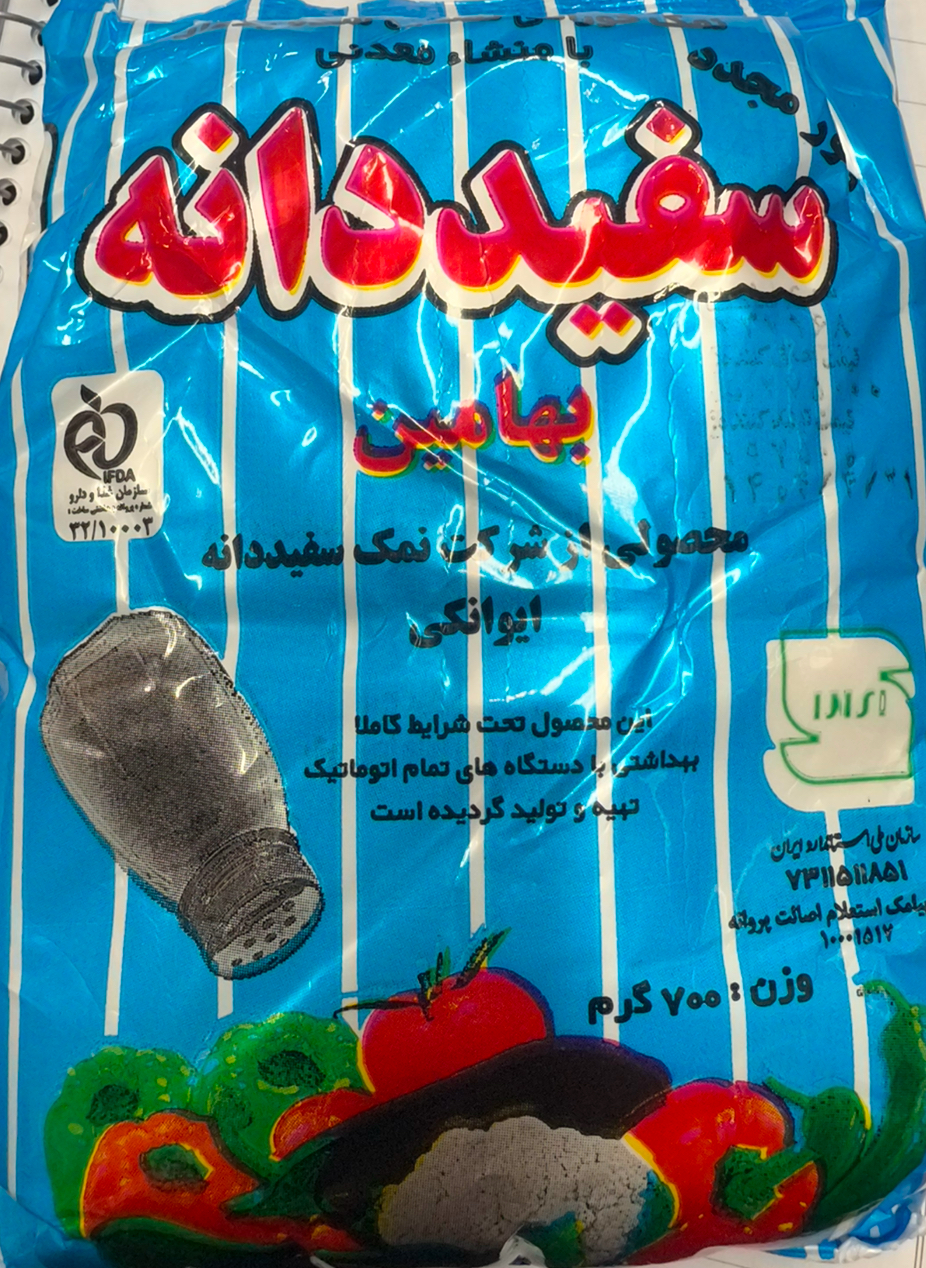 با منشاء معدنی
سفیددانه
بهامین
IFDA
سازمان غذا و دارو
۳۲/۱۰۰۰۳
محصولی از شرکت نمک سفیددانه
ایوانکی
این محصول تحت شرایط کاملا
بهداشتی با دستگاه های تمام اتوماتیک
تهیه و تولید گردیده است
سازمان ملی استاندارد ایران
۷۳۱۱۵۱۱۸۵۱
پیامک استعلام اصالت پروانه
۱۰۰۰۱۵۱۷
وزن : ۷۰۰ گرم